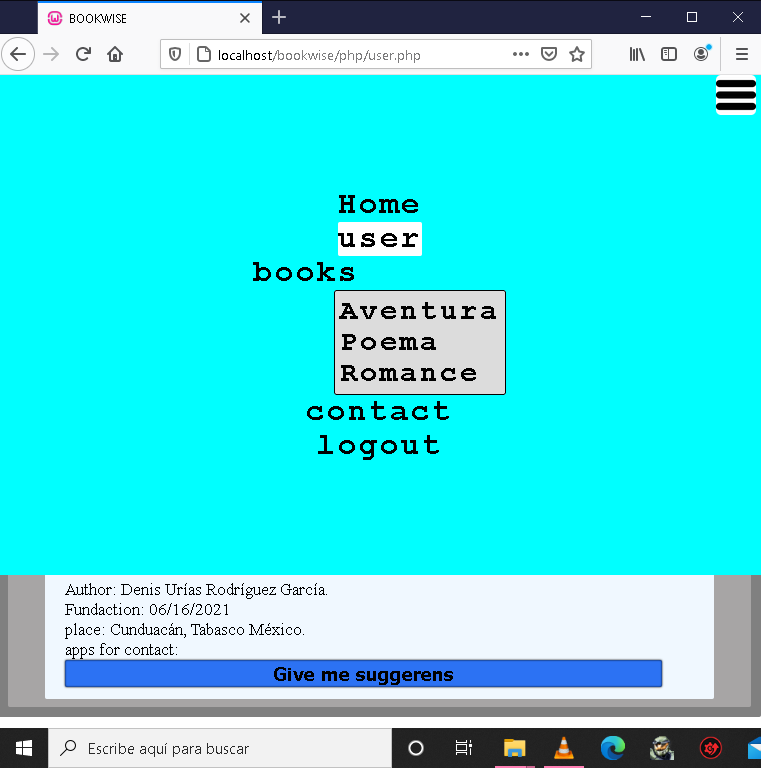 BOOKWISE
localhost/bookwise/php/user.php
Home
user
books
Aventura
Poema
Romance
contact
logout
Author: Denis Urías Rodríguez García.
Fundaction: 06/16/2021
place: Cunduacán, Tabasco México.
apps for contact:
Give me suggerens
Escribe aquí para buscar